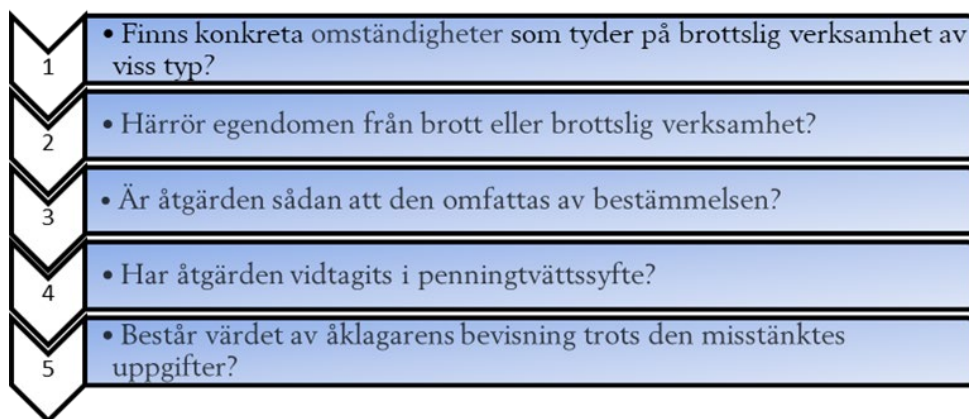 1
• Finns konkreta omständigheter som tyder på brottslig verksamhet av
viss typ?
2
• Härrör egendomen från brott eller brottslig verksamhet?
3
• Är åtgärden sådan att den omfattas av bestämmelsen?
4
• Har åtgärden vidtagits i penningtvättssyfte?
5
• Består värdet av åklagarens bevisning trots den misstänktes
uppgifter?